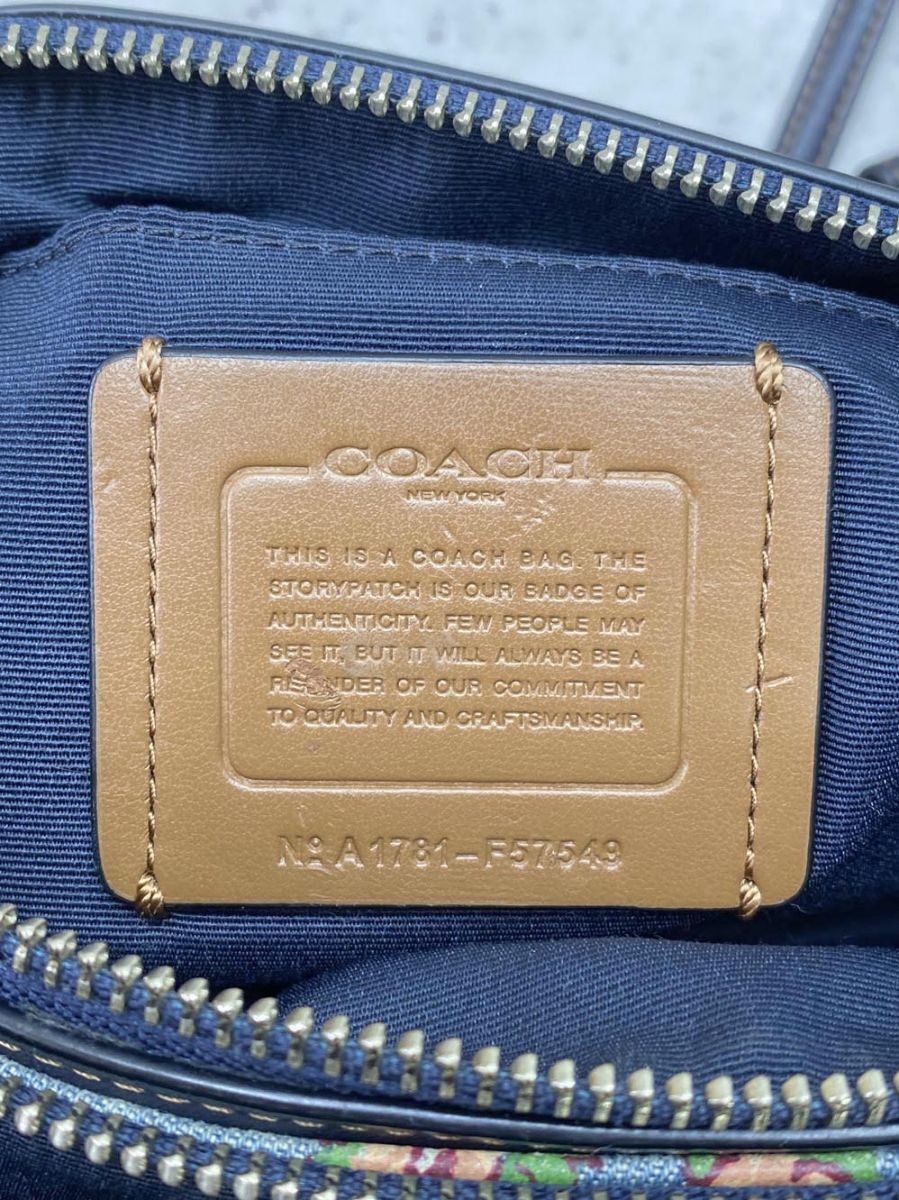 COACH
NEW YORK
THIS IS A COACH BAG. THE
STORYPATCH IS OUR BADGE OF
AUTHENTICITY. FEW PEOPLE MAY
SEE IT, BUT IT WILL ALWAYS BE A
REMINDER OF OUR COMMITMENT
TO QUALITY AND CRAFTSMANSHIP.
Nº A1781-F57549